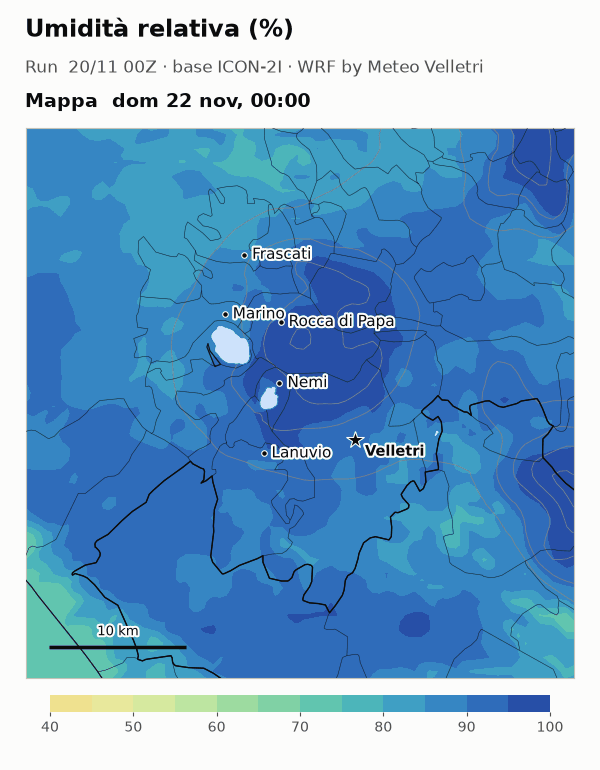 Umidità relativa (%)
Run  20/11 00Z · base ICON-2I · WRF by Meteo Velletri
Mappa  dom 22 nov, 00:00
Frascati
Marino
Rocca di Papa
Nemi
Velletri
Lanuvio
10 km
40 50 60 70 80 90 100